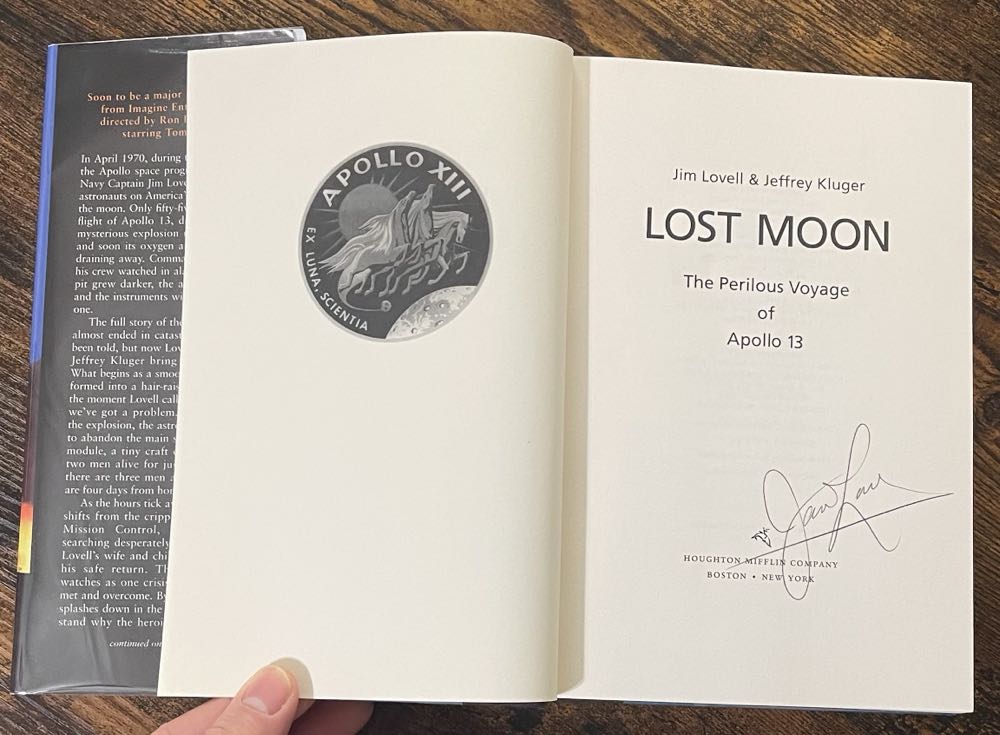 Soon to be a major
from Imagine En
directed by Ron
starring Tom
In April 1970, during
the Apollo space prog
Navy Captain Jim Love
astronauts on America'
the moon. Only fifty-fi
flight of Apollo 13, d
mysterious explosion
and soon its oxygen a
draining away. Comma
his crew watched in al
pit grew darker, the a
and the instruments wi
one.
The full story of the
almost ended in catas
been told, but now Lov
Jeffrey Kluger bring
What begins as a smoo
formed into a hair-rais
the moment Lovell call
we've got a problem.
the explosion, the astr
to abandon the main
module, a tiny craft
two men alive for ju
there are three men
are four days from hom
As the hours tick a
shifts from the cripp
Mission Control,
searching desperately
Lovell's wife and chi
his safe return. Th
watches as one crisi
met and overcome. By
splashes down in the
stand why the heroi
continued on
APOLLO XIII
EX LUNA, SCIENTIA
Jim Lovell & Jeffrey Kluger
LOST MOON
The Perilous Voyage
of
Apollo 13
James Lovell
HOUGHTON MIFFLIN COMPANY
BOSTON • NEW YORK